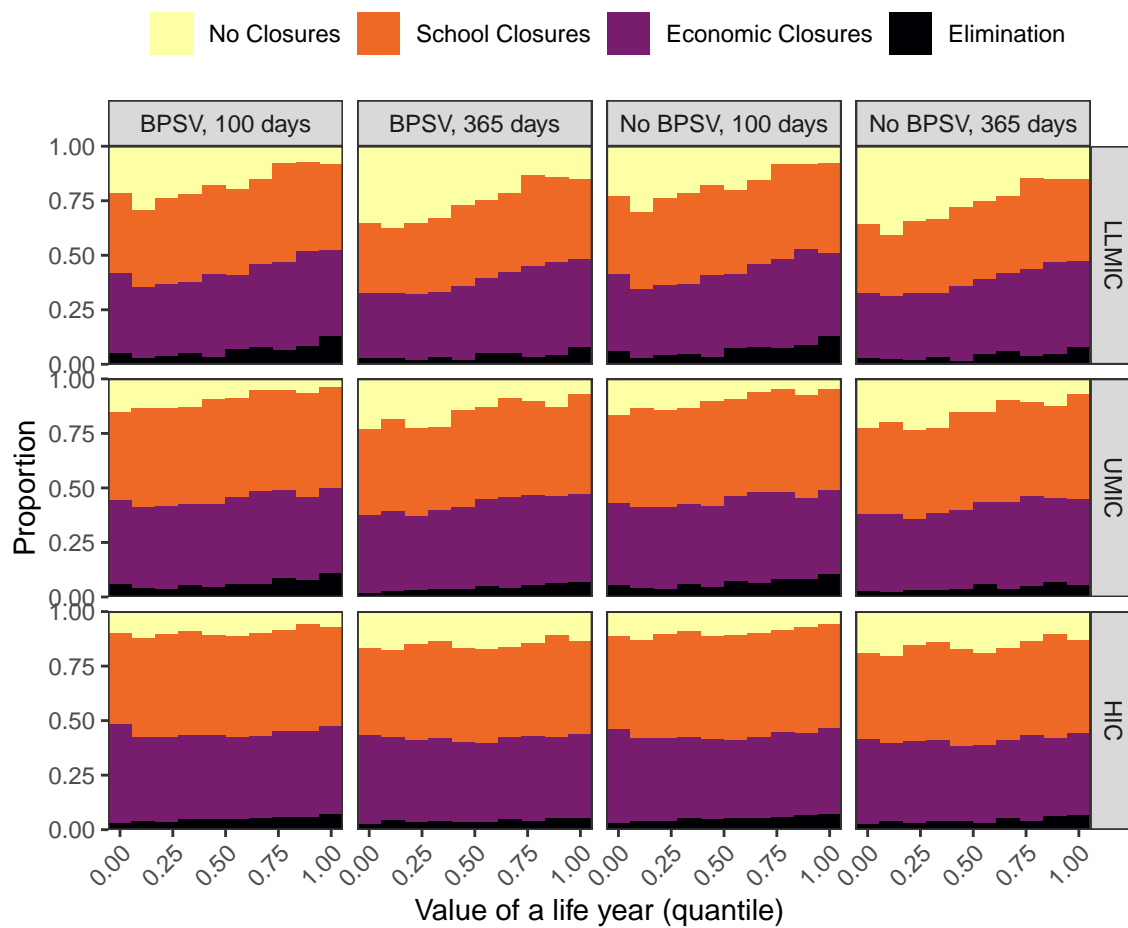 No Closures School Closures Economic Closures Elimination
BPSV, 100 days BPSV, 365 days No BPSV, 100 days No BPSV, 365 days
1.00
0.75
0.50
0.25
0.00
LLMIC
1.00
0.75
0.50
0.25
0.00
UMIC
1.00
0.75
0.50
0.25
0.00
HIC
Proportion
0.00 0.25 0.50 0.75 1.00 0.00 0.25 0.50 0.75 1.00 0.00 0.25 0.50 0.75 1.00 0.00 0.25 0.50 0.75 1.00
Value of a life year (quantile)